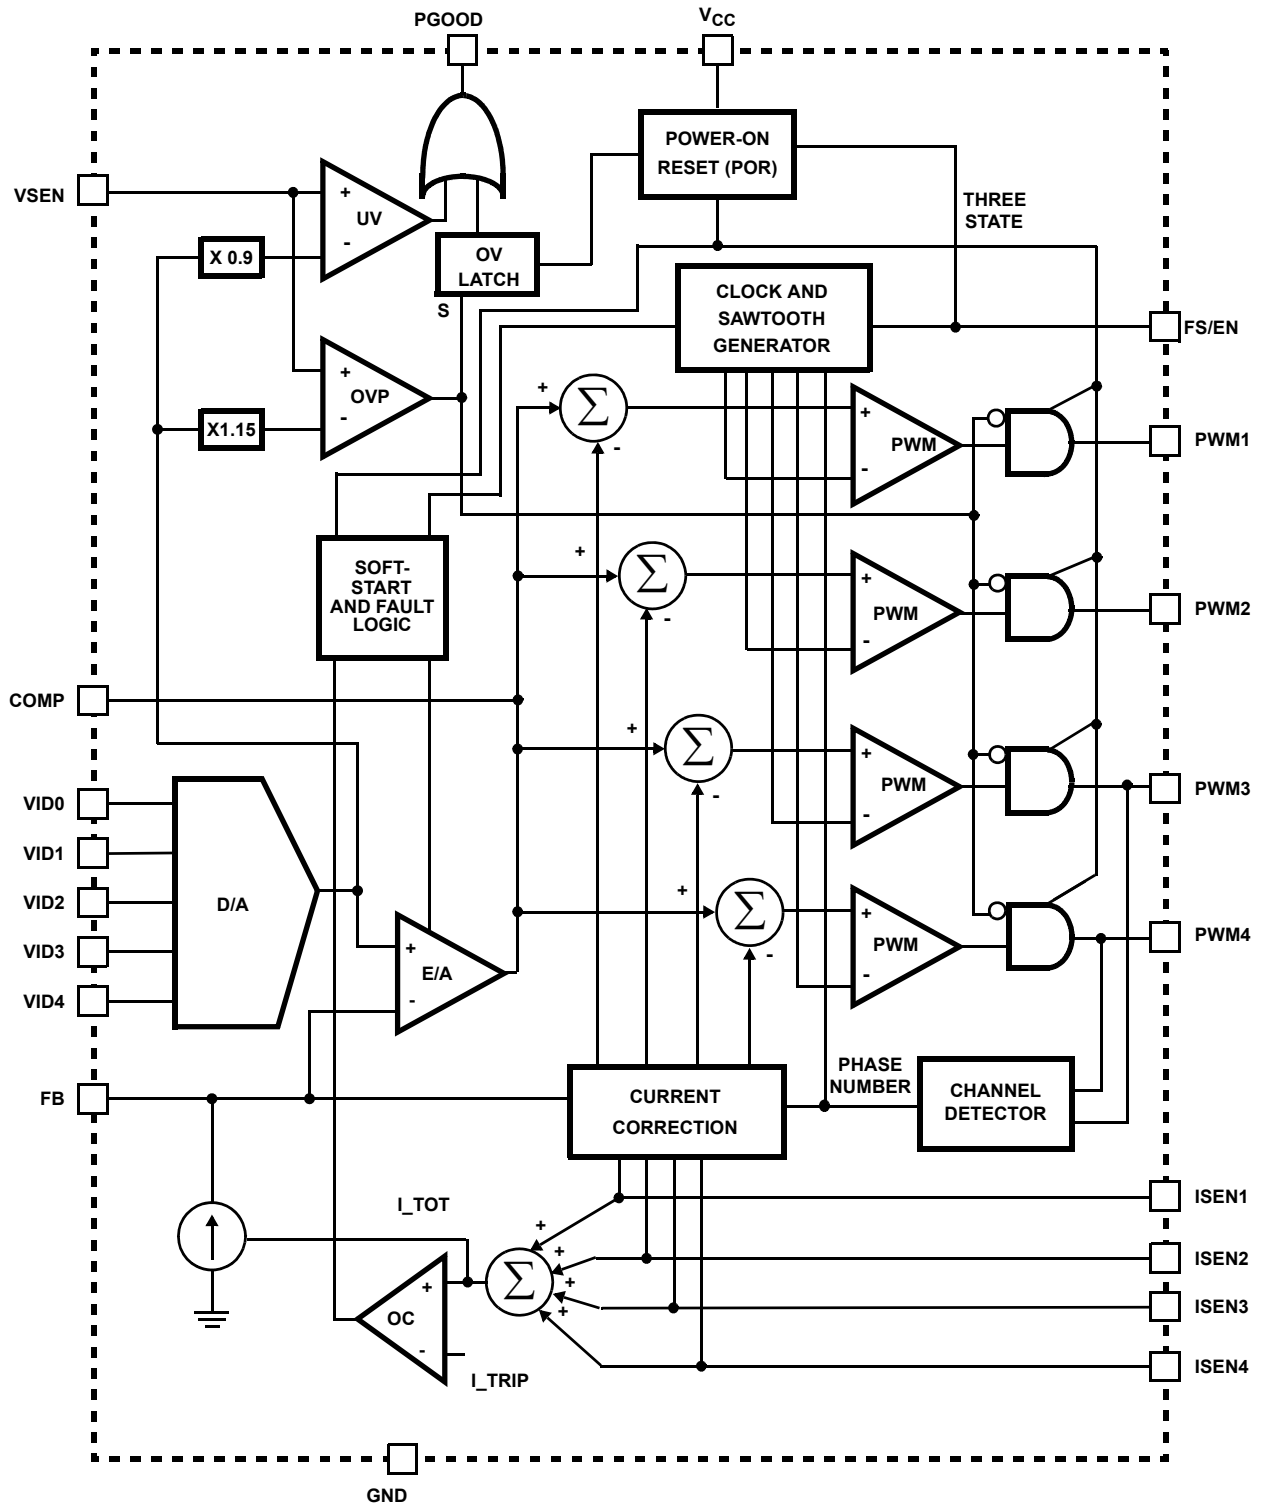 PGOOD
VCC
POWER-ON
RESET (POR)
VSEN
+
UV
-
THREE
STATE
X 0.9
OV
LATCH
S
CLOCK AND
SAWTOOTH
GENERATOR
FS/EN
+
OVP
-
X1.15
+
Σ
-
+
PWM
-
PWM1
SOFT-
START
AND FAULT
LOGIC
+
Σ
-
+
PWM
-
PWM2
COMP
+
Σ
-
+
PWM
-
PWM3
VID0
VID1
VID2
VID3
VID4
D/A
+
Σ
-
+
PWM
-
PWM4
+
E/A
-
FB
CURRENT
CORRECTION
PHASE
NUMBER
CHANNEL
DETECTOR
I_TOT
+
+
+
+
Σ
ISEN1
ISEN2
ISEN3
ISEN4
+
OC
-
I_TRIP
GND